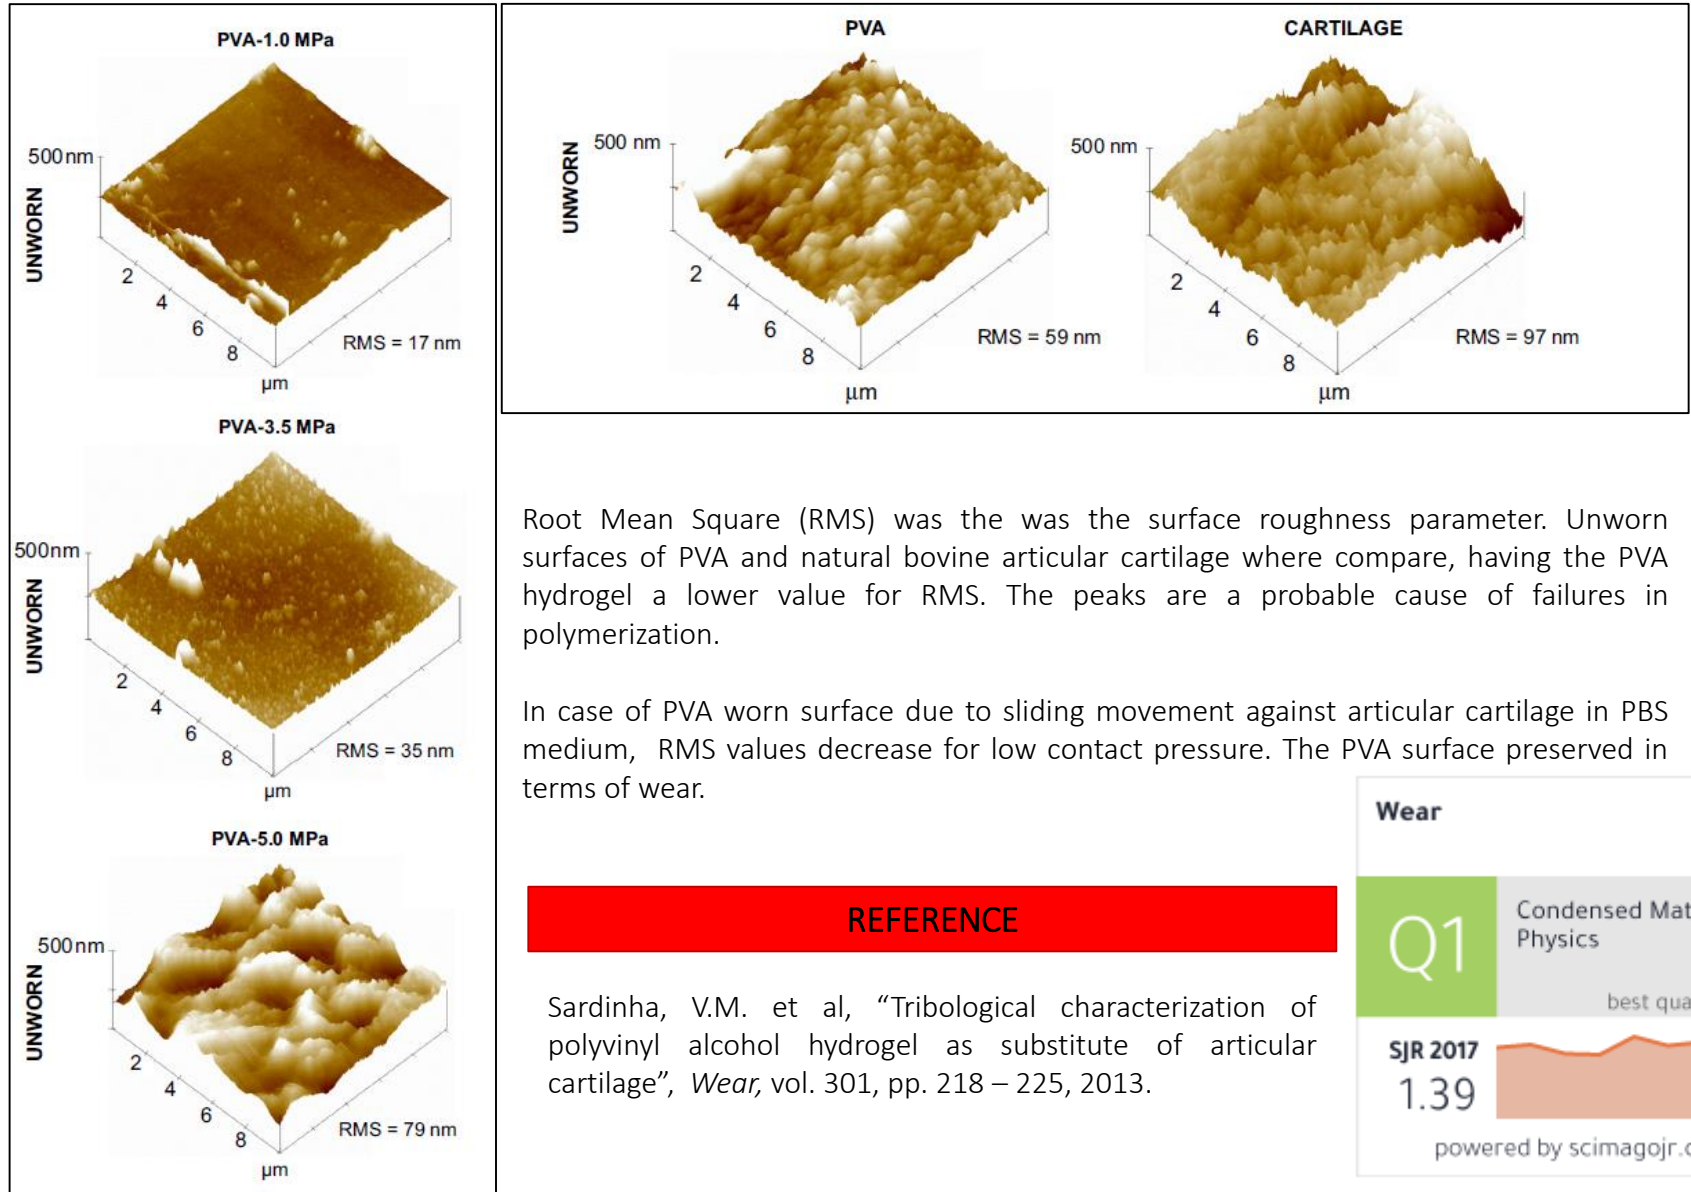 PVA-1.0 MPa
500nm
UNWORN
2
4
6
8
µm
RMS = 17 nm
PVA-3.5 MPa
500nm
UNWORN
2
4
6
8
µm
RMS = 35 nm
PVA-5.0 MPa
500nm
UNWORN
2
4
6
8
µm
RMS = 79 nm
PVA
500 nm
UNWORN
2
4
6
8
µm
RMS = 59 nm
CARTILAGE
500 nm
2
4
6
8
µm
RMS = 97 nm
Root Mean Square (RMS) was the was the surface roughness parameter. Unworn
surfaces of PVA and natural bovine articular cartilage where compare, having the PVA
hydrogel a lower value for RMS. The peaks are a probable cause of failures in
polymerization.
In case of PVA worn surface due to sliding movement against articular cartilage in PBS
medium, RMS values decrease for low contact pressure. The PVA surface preserved in
terms of wear.
REFERENCE
Sardinha, V.M. et al, “Tribological characterization of
polyvinyl alcohol hydrogel as substitute of articular
cartilage”, Wear, vol. 301, pp. 218 – 225, 2013.
Wear
Q1
Condensed Mat
Physics
best qua
SJR 2017
1.39
powered by scimagojr.c